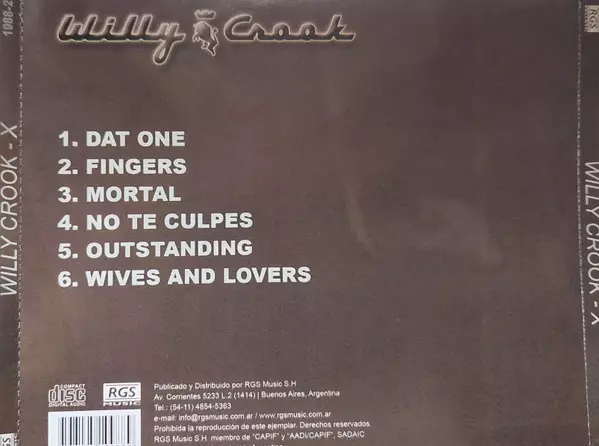 Willy Crook
1. DAT ONE
2. FINGERS
3. MORTAL
4. NO TE CULPES
5. OUTSTANDING
6. WIVES AND LOVERS
COMPACT
disc
DIGITAL AUDIO
RGS
MUSIC
Publicado y Distribuido por RGS Music S.H
Av. Corrientes 5233 L.2 (1414) | Buenos Aires, Argentina
Tel.: (54-11) 4854-5363
e-mail: info@rgsmusic.com.ar / www.rgsmusic.com.ar
Prohibida la reproducción de este ejemplar. Derechos reservados.
RGS Music S.H. miembro de "CAPIF" y "AADI/CAPIF", SADAIC
WILLY CROOK - X
1988-2
WILLY CROOK - X
RGS